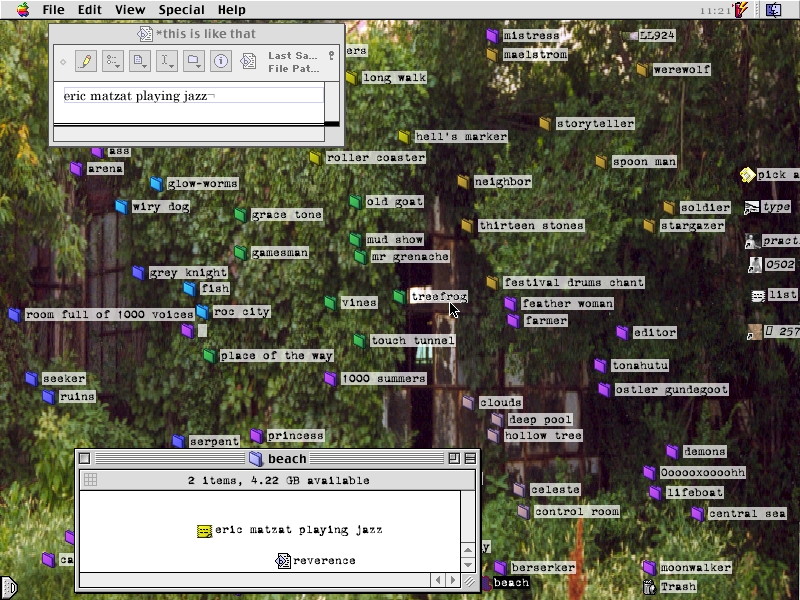 File Edit View Special Help 11:21
*this is like that
Last Sa...
File Pat...
eric matzat playing jazz¬
ers
long walk
mistress
LL924
maelstrom
werewolf
storyteller
hell's marker
ass
roller coaster
spoon man
arena
pick a
glow-worms
neighbor
old goat
wiry dog
soldier
type
grace tone
thirteen stones
stargazer
mud show
practi
gamesman
mr grenache
0502
grey knight
festival drums chant
fish
treefrog
list
vines
feather woman
room full of 1000 voices
roc city
farmer
editor
257
touch tunnel
place of the way
tonahutu
seeker
1000 summers
ostler gundegoot
ruins
clouds
deep pool
princess
hollow tree
serpent
demons
beach
Oooooxoooohh
2 items, 4.22 GB available
celeste
lifeboat
control room
central sea
eric matzat playing jazz
y
reverence
ca
berserker
moonwalker
beach
Trash